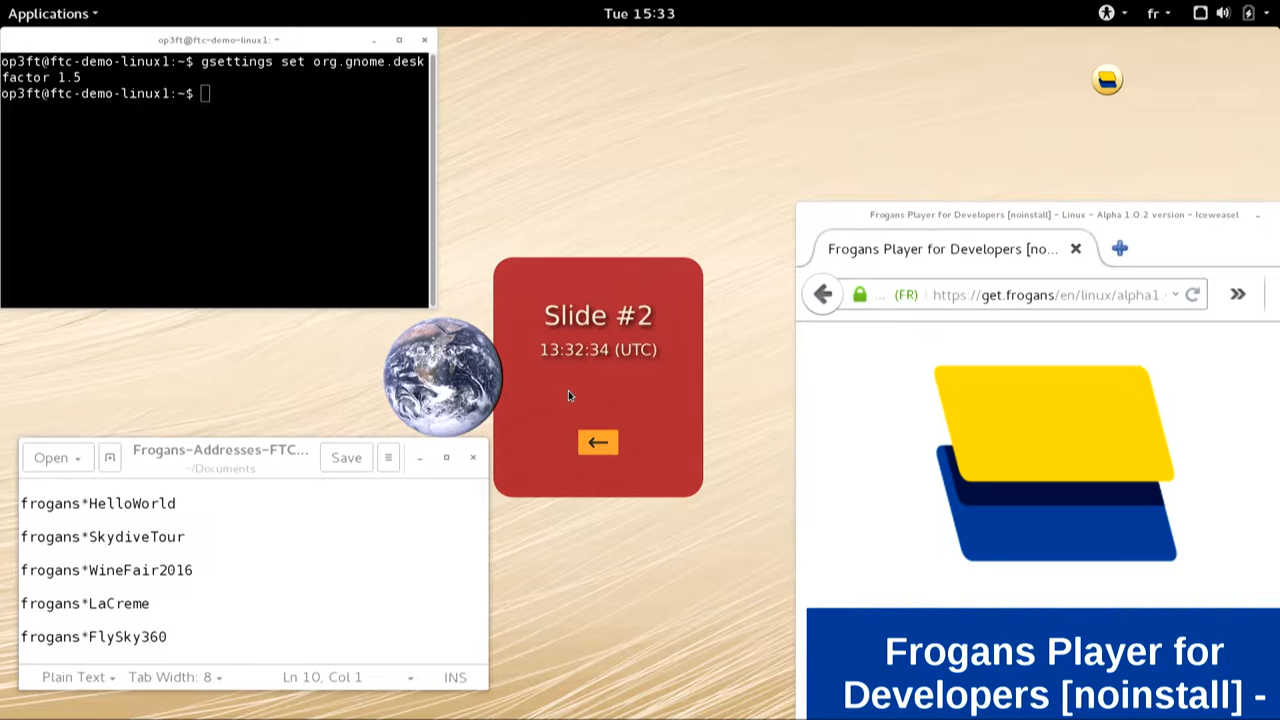 Applications
Tue 15:33
fr
op3ft@ftc-demo-linux1: ~
op3ft@ftc-demo-linux1:~$ gsettings set org.gnome.desk
factor 1.5
op3ft@ftc-demo-linux1:~$
Slide #2
13:32:34 (UTC)
←
Open
Frogans-Addresses-FTC...
~/Documents
Save
frogans*HelloWorld
frogans*SkydiveTour
frogans*WineFair2016
frogans*LaCreme
frogans*FlySky360
Plain Text
Tab Width: 8
Ln 10, Col 1
INS
Frogans Player for Developers [noinstall] - Linux - Alpha 1.0.2 version - Iceweasel
Frogans Player for Developers [no...
... (FR) https://get.frogans/en/linux/alpha1.
Frogans Player for
Developers [noinstall] -